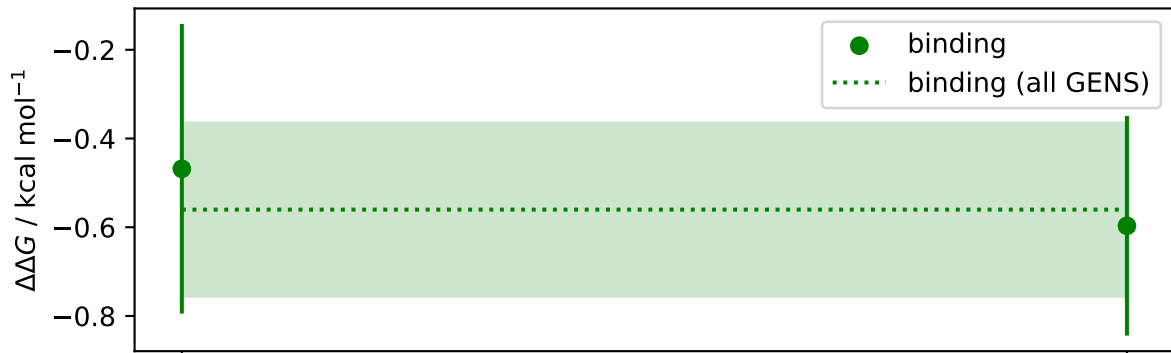 ΔΔG / kcal mol⁻¹
−0.2
−0.4
−0.6
−0.8
binding
binding (all GENS)